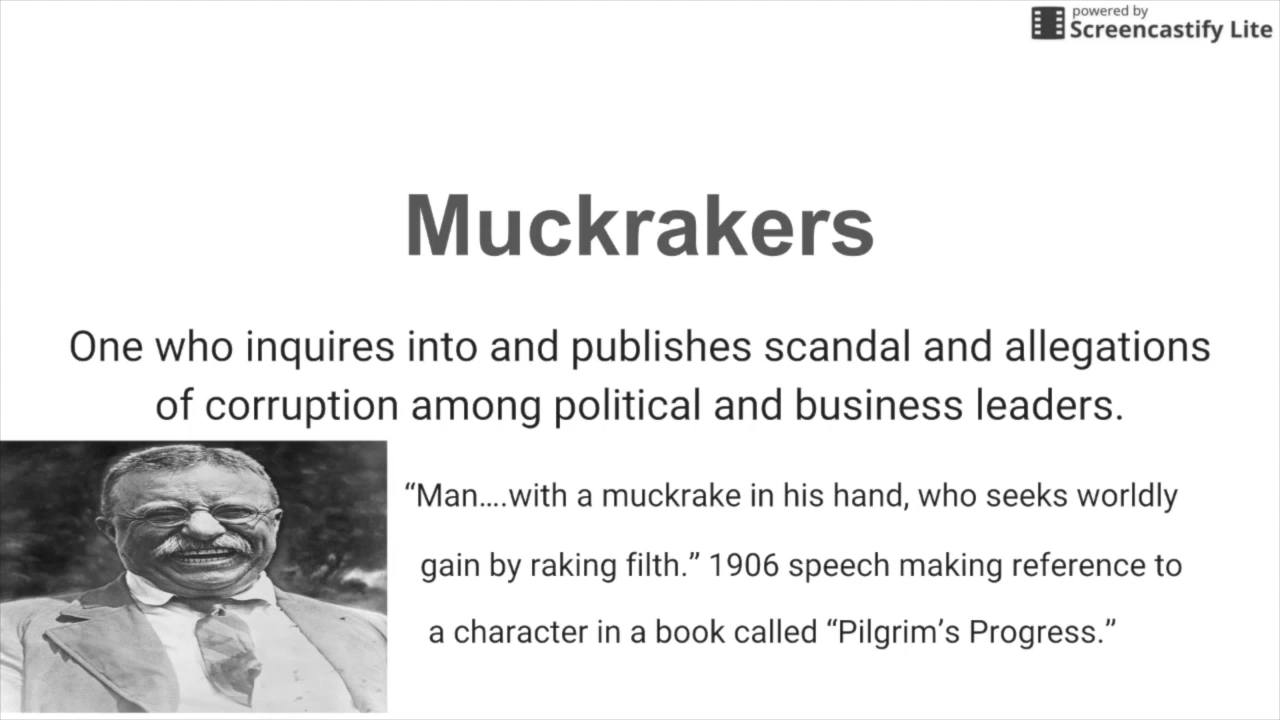 powered by
Screencastify Lite
Muckrakers
One who inquires into and publishes scandal and allegations
of corruption among political and business leaders.
“Man....with a muckrake in his hand, who seeks worldly
gain by raking filth.” 1906 speech making reference to
a character in a book called “Pilgrim’s Progress.”